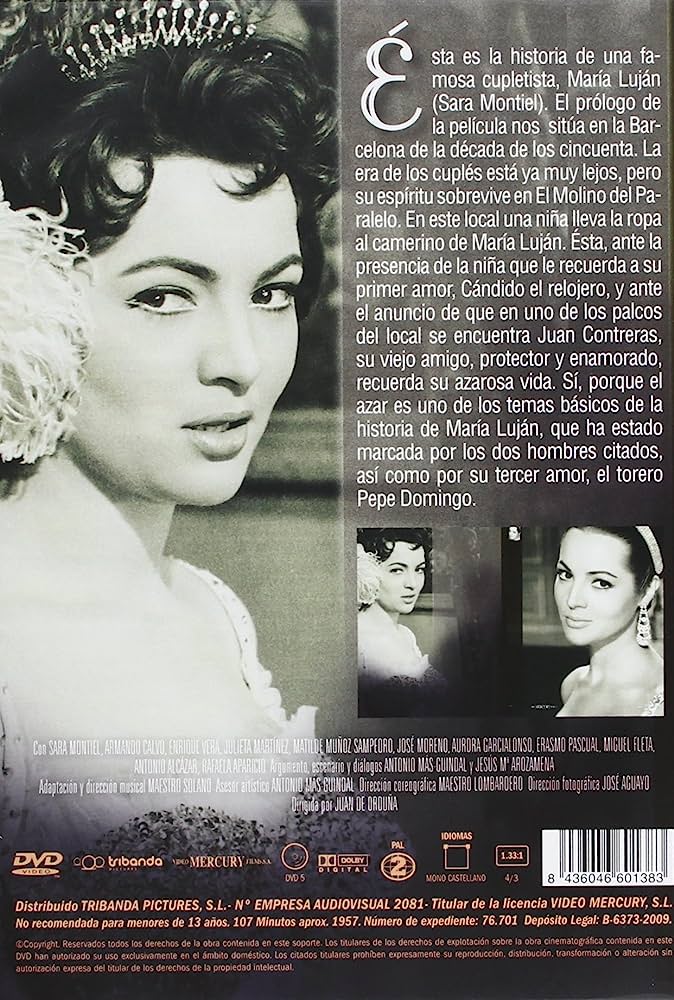 Ésta es la historia de una fa-
mosa cupletista, María Luján
(Sara Montiel). El prólogo de
la película nos sitúa en la Bar-
celona de la década de los cincuenta. La
era de los cuplés está ya muy lejos, pero
su espíritu sobrevive en El Molino del Pa-
ralelo. En este local una niña lleva la ropa
al camerino de María Luján. Ésta, ante la
presencia de la niña que le recuerda a su
primer amor, Cándido el relojero, y ante
el anuncio de que en uno de los palcos
del local se encuentra Juan Contreras,
su viejo amigo, protector y enamorado,
recuerda su azarosa vida. Sí, porque el
azar es uno de los temas básicos de la
historia de María Luján, que ha estado
marcada por los dos hombres citados,
así como por su tercer amor, el torero
Pepe Domingo.
Con SARA MONTIEL, ARMANDO CALVO, ENRIQUE VERA, JULIETA MARTÍNEZ, MATILDE MUÑOZ SAMPEDRO, JOSÉ MORENO, AURORA GARCIALONSO, ERASMO PASCUAL, MIGUEL FLETA,
ANTONIO ALCÁZAR, RAFAELA APARICIO Argumento, escenario y diálogos ANTONIO MÁS GUINDAL y JESÚS Mª AROZAMENA
Adaptación y dirección musical MAESTRO SOLANO Asesor artístico ANTONIO MÁS GUINDAL Dirección coreográfica MAESTRO LOMBARDERO Dirección fotográfica JOSÉ AGUAYO
Dirigida por JUAN DE ORDUÑA
DVD VIDEO
tribanda PICTURES
VIDEO MERCURY FILMS S.A.
DVD 5
DOLBY DIGITAL
PAL 2
IDIOMAS
MONO CASTELLANO
1.33:1
4/3
8 436046 601383
Distribuido TRIBANDA PICTURES, S.L.- Nº EMPRESA AUDIOVISUAL 2081- Titular de la licencia VIDEO MERCURY, S.L.
No recomendada para menores de 13 años. 107 Minutos aprox. 1957. Número de expediente: 76.701 Depósito Legal: B-6373-2009.
©Copyright. Reservados todos los derechos de la obra contenida en este soporte. Los titulares de los derechos de explotación sobre la obra cinematográfica contenida en este
DVD han autorizado su uso exclusivamente en el ámbito doméstico. Los citados titulares prohíben expresamente su reproducción, distribución, transformación o alteración sin
autorización expresa del titular de los derechos de la propiedad intelectual.